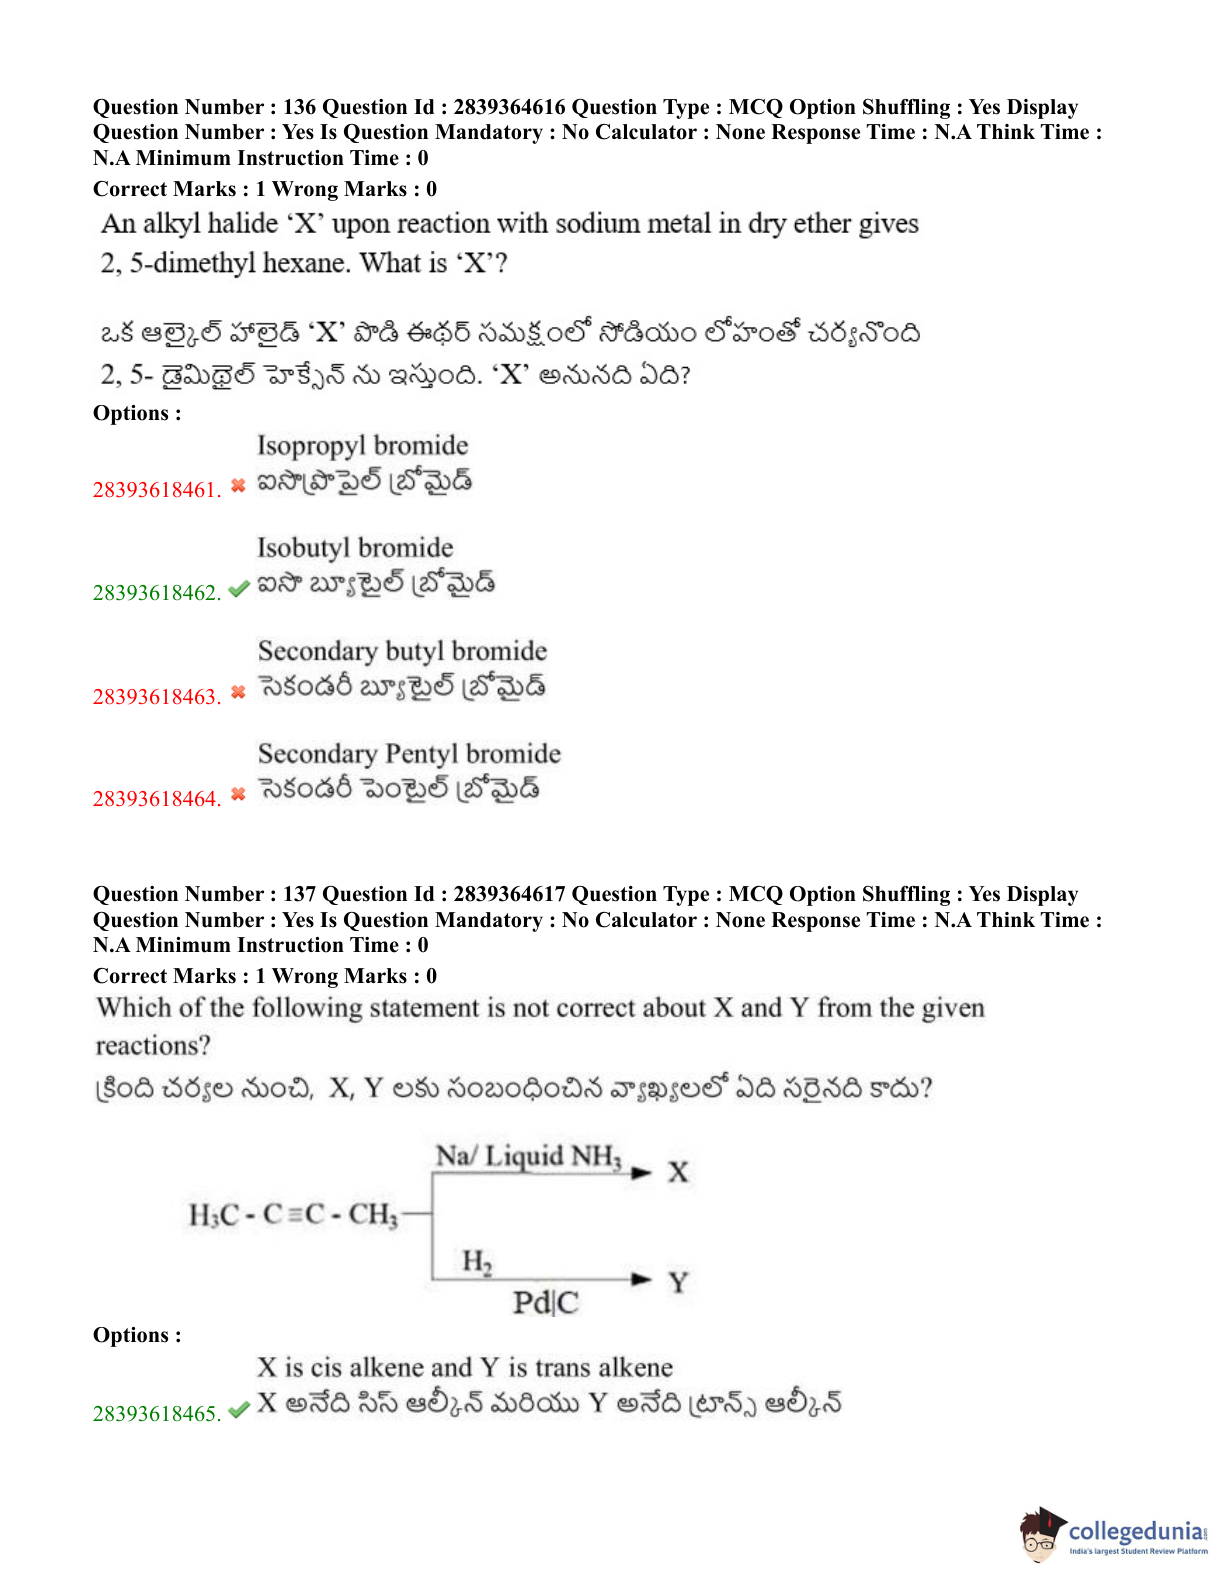 Question Number : 136 Question Id : 2839364616 Question Type : MCQ Option Shuffling : Yes Display
Question Number : Yes Is Question Mandatory : No Calculator : None Response Time : N.A Think Time :
N.A Minimum Instruction Time : 0
Correct Marks : 1 Wrong Marks : 0
An alkyl halide ‘X’ upon reaction with sodium metal in dry ether gives
2, 5-dimethyl hexane. What is ‘X’?
ఒక ఆల్కైల్ హాలైడ్ ‘X’ పొడి ఈథర్ సమక్షంలో సోడియం లోహంతో చర్యనొంది
2, 5- డైమిథైల్ హెక్సేన్ ను ఇస్తుంది. ‘X’ అనునది ఏది?
Options :
Isopropyl bromide
28393618461. ఐసొప్రొపైల్ బ్రోమైడ్
Isobutyl bromide
28393618462. ఐసొ బ్యూటైల్ బ్రోమైడ్
Secondary butyl bromide
28393618463. సెకండరీ బ్యూటైల్ బ్రోమైడ్
Secondary Pentyl bromide
28393618464. సెకండరీ పెంటైల్ బ్రోమైడ్
Question Number : 137 Question Id : 2839364617 Question Type : MCQ Option Shuffling : Yes Display
Question Number : Yes Is Question Mandatory : No Calculator : None Response Time : N.A Think Time :
N.A Minimum Instruction Time : 0
Correct Marks : 1 Wrong Marks : 0
Which of the following statement is not correct about X and Y from the given
reactions?
క్రింది చర్యల నుంచి, X, Y లకు సంబంధించిన వ్యాఖ్యలలో ఏది సరైనది కాదు?
Na/ Liquid NH₃ X
H₃C - C ≡C - CH₃
H₂ Y
Pd|C
Options :
X is cis alkene and Y is trans alkene
28393618465. X అనేది సిస్ ఆల్కీన్ మరియు Y అనేది ట్రాన్స్ ఆల్కీన్
collegedunia.com
India's largest Student Review Platform